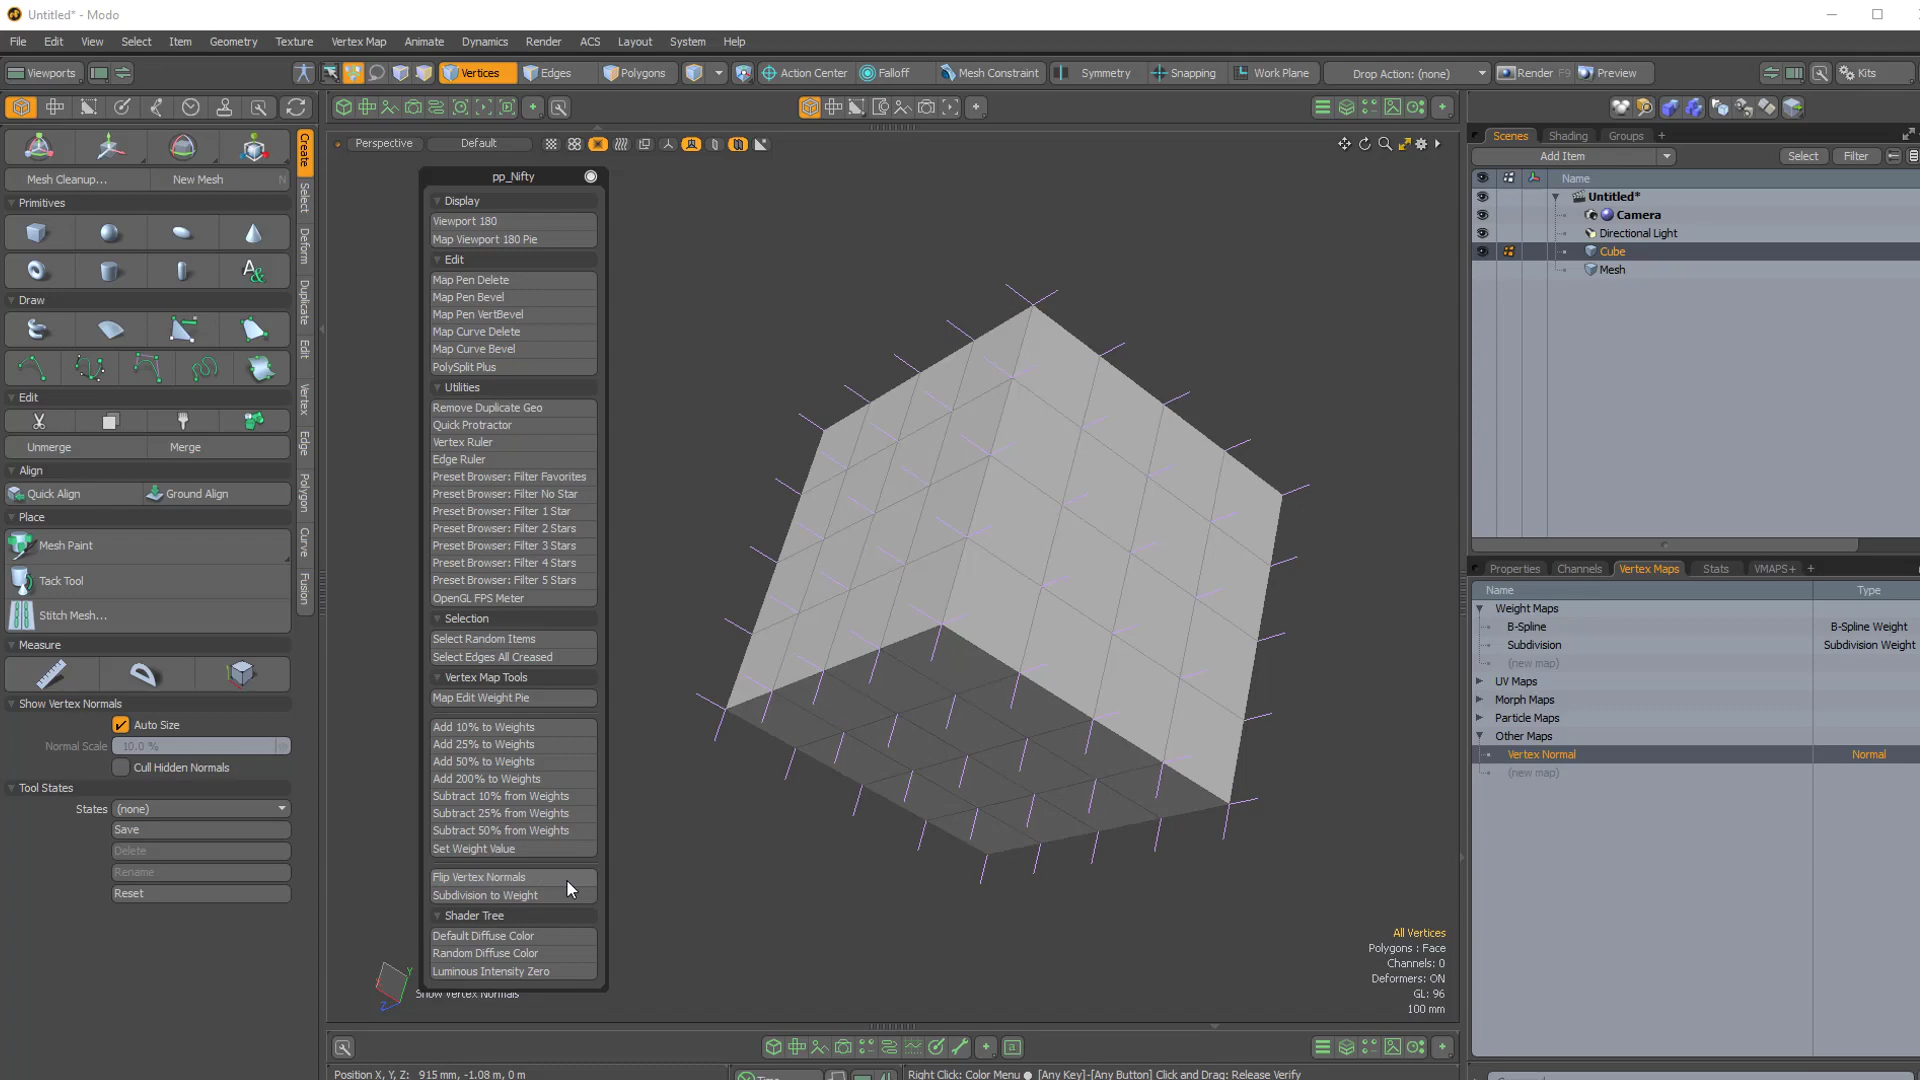 Untitled* - Modo
File Edit View Select Item Geometry Texture Vertex Map Animate Dynamics Render ACS Layout System Help
Viewports Vertices Edges Polygons Action Center Falloff Mesh Constraint Symmetry Snapping Work Plane Drop Action: (none) Render F9 Preview Kits
Perspective Default
Mesh Cleanup... New Mesh N
Primitives
Draw
Edit
Unmerge Merge
Align
Quick Align Ground Align
Place
Mesh Paint
Tack Tool
Stitch Mesh...
Measure
Show Vertex Normals
Auto Size
Normal Scale 10.0 %
Cull Hidden Normals
Tool States
States (none)
Save
Delete
Rename
Reset
Create
Select
Deform
Duplicate
Edit
Vertex
Edge
Polygon
Curve
Fusion
pp_Nifty
Display
Viewport 180
Map Viewport 180 Pie
Edit
Map Pen Delete
Map Pen Bevel
Map Pen VertBevel
Map Curve Delete
Map Curve Bevel
PolySplit Plus
Utilities
Remove Duplicate Geo
Quick Protractor
Vertex Ruler
Edge Ruler
Preset Browser: Filter Favorites
Preset Browser: Filter No Star
Preset Browser: Filter 1 Star
Preset Browser: Filter 2 Stars
Preset Browser: Filter 3 Stars
Preset Browser: Filter 4 Stars
Preset Browser: Filter 5 Stars
OpenGL FPS Meter
Selection
Select Random Items
Select Edges All Creased
Vertex Map Tools
Map Edit Weight Pie
Add 10% to Weights
Add 25% to Weights
Add 50% to Weights
Add 200% to Weights
Subtract 10% from Weights
Subtract 25% from Weights
Subtract 50% from Weights
Set Weight Value
Flip Vertex Normals
Subdivision to Weight
Shader Tree
Default Diffuse Color
Random Diffuse Color
Luminous Intensity Zero
Show Vertex Normals
Y
Z
All Vertices
Polygons : Face
Channels: 0
Deformers: ON
GL: 96
100 mm
Scenes Shading Groups +
Add Item Select Filter
Name
Untitled*
Camera
Directional Light
Cube
Mesh
Properties Channels Vertex Maps Stats VMAPS+ +
Name Type
Weight Maps
B-Spline B-Spline Weight
Subdivision Subdivision Weight
(new map)
UV Maps
Morph Maps
Particle Maps
Other Maps
Vertex Normal Normal
(new map)
Position X, Y, Z: 915 mm, -1.08 m, 0 m
Time...
Right Click: Color Menu ● [Any Key]-[Any Button] Click and Drag: Release Verify